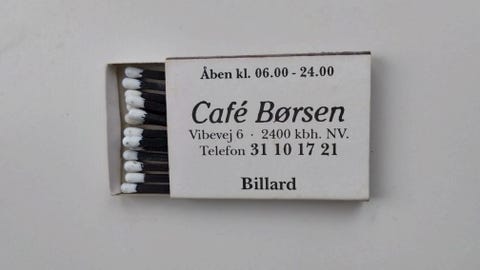 Åben kl. 06.00 - 24.00
Café Børsen
Vibevej 6 · 2400 kbh. NV.
Telefon 31 10 17 21
Billard